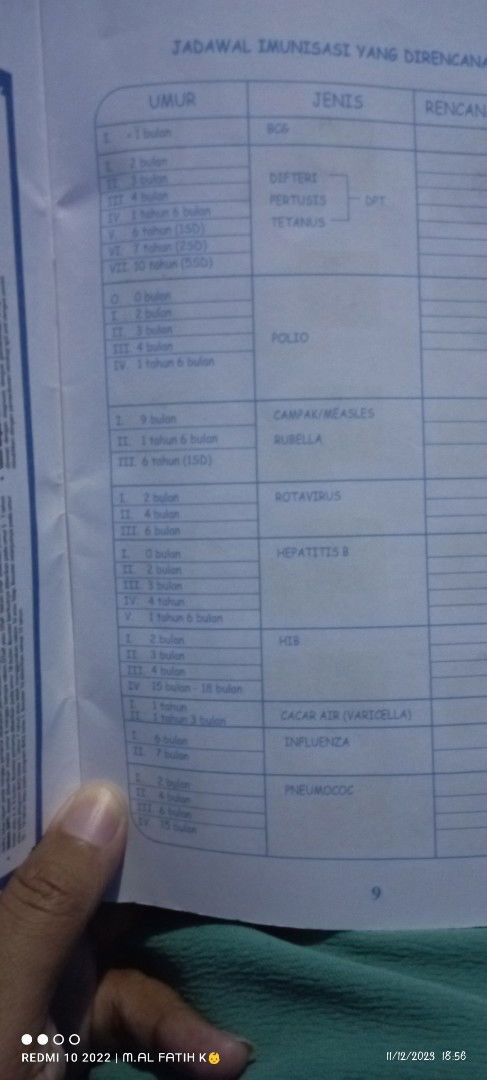 JADAWAL IMUNISASI YANG DIRENCANA
UMUR JENIS RENCAN
I. < 1 bulan BCG
I. 2 bulan
II. 3 bulan
III. 4 bulan
IV. 1 tahun 6 bulan
V. 6 tahun (1SD)
VI. 7 tahun (2SD)
VII. 10 tahun (5SD)
DIFTERI
PERTUSIS DPT
TETANUS
O. 0 bulan
I. 2 bulan
II. 3 bulan
III. 4 bulan
IV. 1 tahun 6 bulan
POLIO
I. 9 bulan
II. 1 tahun 6 bulan
III. 6 tahun (1SD)
CAMPAK/MEASLES
RUBELLA
I. 2 bulan
II. 4 bulan
III. 6 bulan
ROTAVIRUS
I. 0 bulan
II. 2 bulan
III. 3 bulan
IV. 4 tahun
V. 1 tahun 6 bulan
HEPATITIS B
I. 2 bulan
II. 3 bulan
III. 4 bulan
IV. 15 bulan - 18 bulan
HIB
I. 1 tahun
II. 1 tahun 3 bulan
CACAR AIR (VARICELLA)
I. 6 bulan
II. 7 bulan
INFLUENZA
I. 2 bulan
II. 4 bulan
III. 6 bulan
IV. 15 bulan
PNEUMOCOC
9
REDMI 10 2022 | M.AL FATIH K👶
11/12/2023 18:56